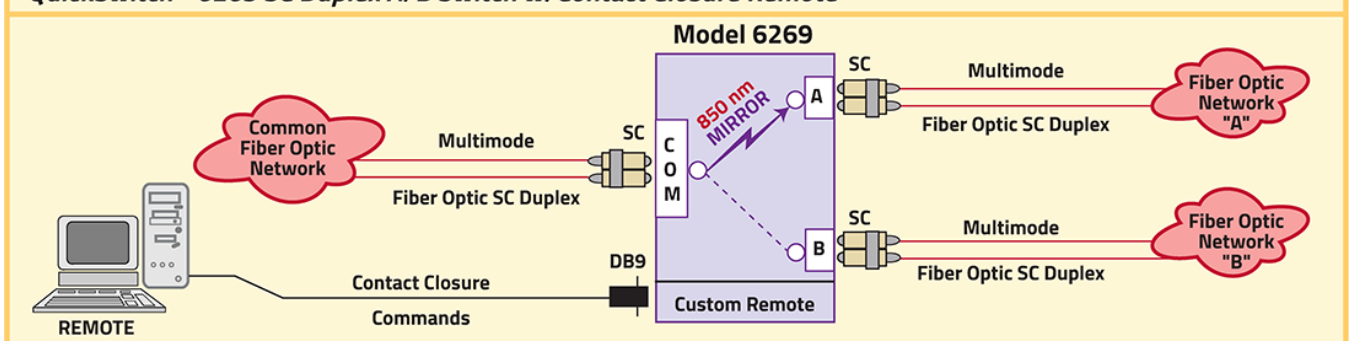 Model 6269
SC
Multimode
Fiber Optic SC Duplex
Fiber Optic
Network
"A"
850 nm
MIRROR
A
Common
Fiber Optic
Network
Multimode
Fiber Optic SC Duplex
SC
C
O
M
B
SC
Multimode
Fiber Optic SC Duplex
Fiber Optic
Network
"B"
REMOTE
Contact Closure
Commands
DB9
Custom Remote